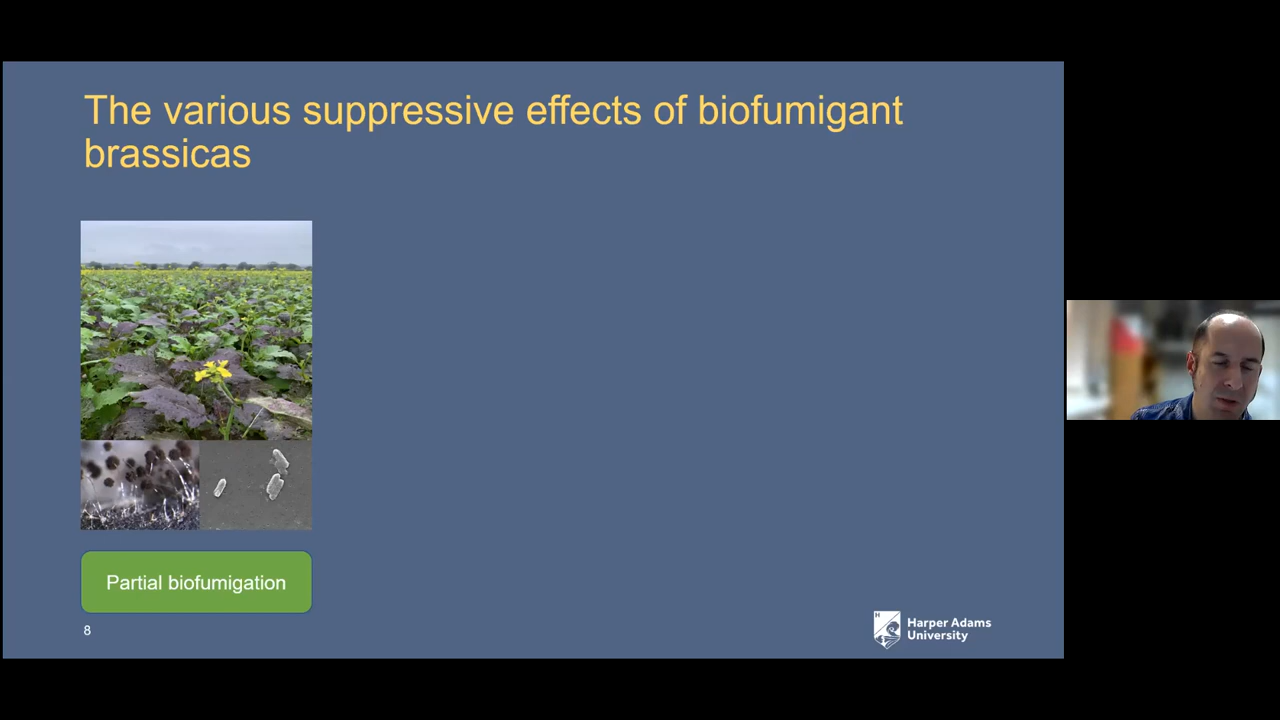 The various suppressive effects of biofumigant
brassicas
Partial biofumigation
8
H
Harper Adams
University